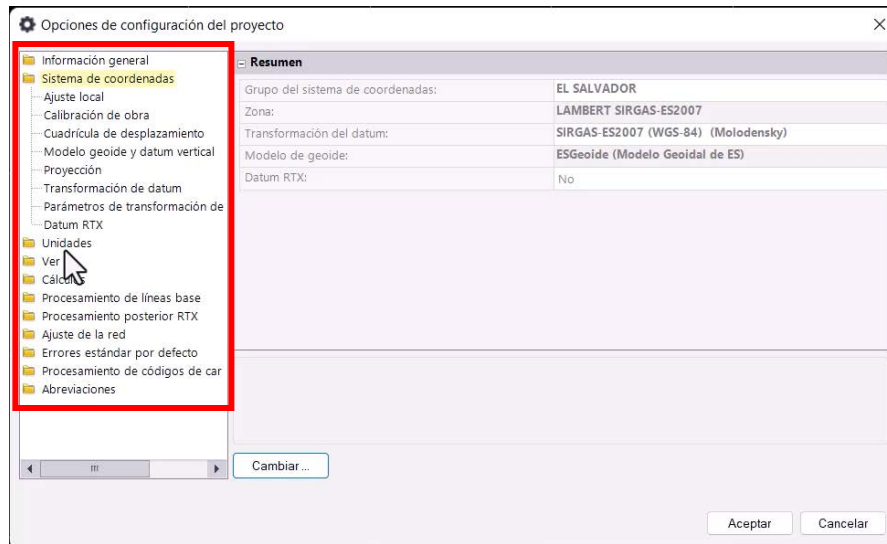 Opciones de configuración del proyecto
Información general
Sistema de coordenadas
Ajuste local
Calibración de obra
Cuadrícula de desplazamiento
Modelo geoide y datum vertical
Proyección
Transformación de datum
Parámetros de transformación de
Datum RTX
Unidades
Ver
Cálculos
Procesamiento de líneas base
Procesamiento posterior RTX
Ajuste de la red
Errores estándar por defecto
Procesamiento de códigos de car
Abreviaciones
Resumen
Grupo del sistema de coordenadas: EL SALVADOR
Zona: LAMBERT SIRGAS-ES2007
Transformación del datum: SIRGAS-ES2007 (WGS-84) (Molodensky)
Modelo de geoide: ESGeoide (Modelo Geoidal de ES)
Datum RTX: No
Cambiar...
Aceptar Cancelar